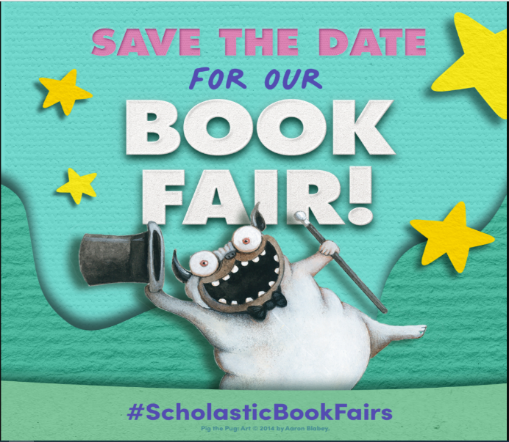 SAVE THE DATE
FOR OUR
BOOK
FAIR!
#ScholasticBookFairs
Pig the Pug: Art © 2016 by Aaron Blabey.